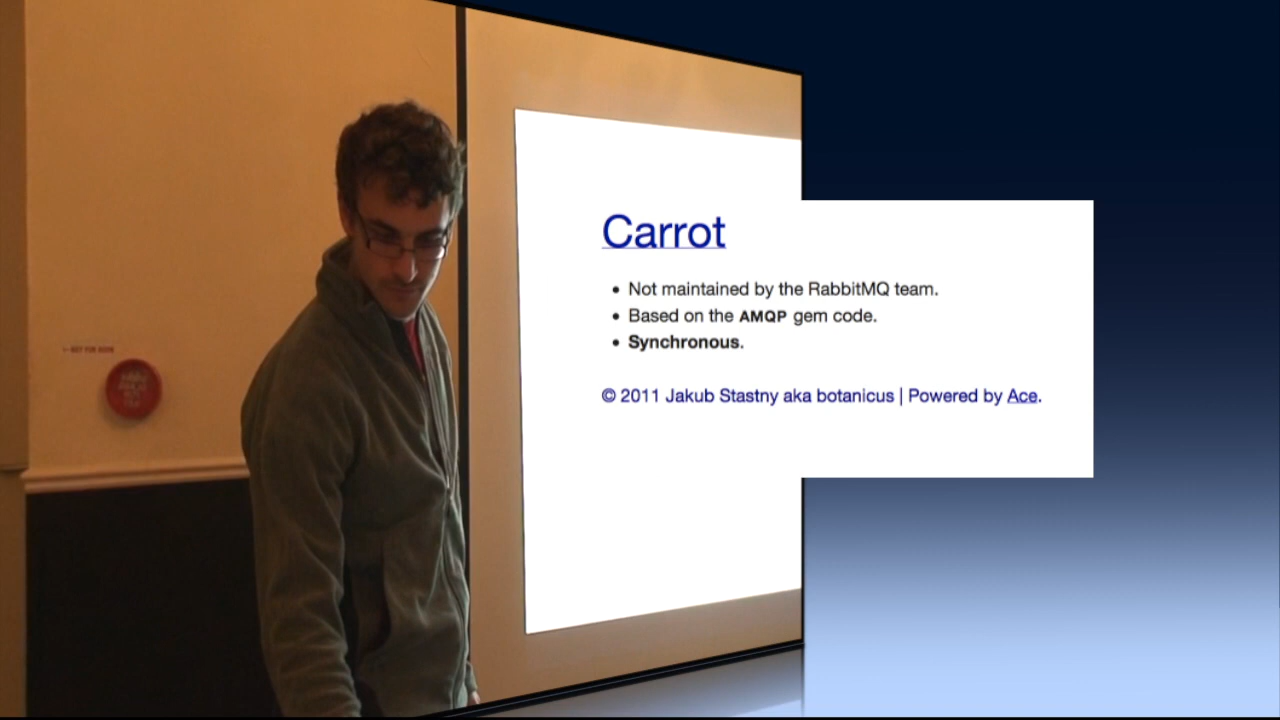 Carrot
• Not maintained by the RabbitMQ team.
• Based on the AMQP gem code.
• Synchronous.
© 2011 Jakub Stastny aka botanicus | Powered by Ace.